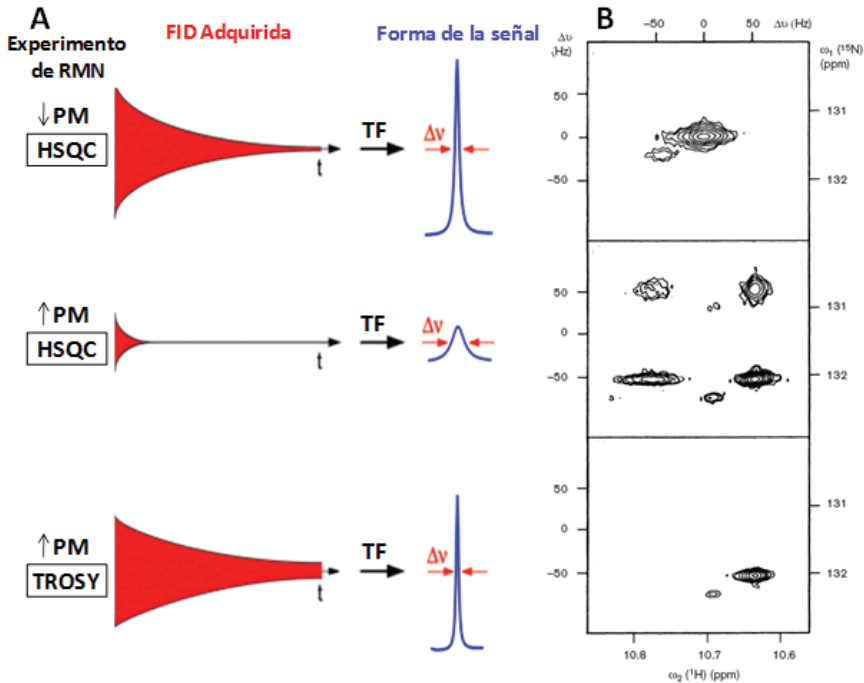 A
Experimento
de RMN
FID Adquirida
Forma de la señal
↓PM
HSQC
t
TF
Δν
↑PM
HSQC
t
TF
Δν
↑PM
TROSY
t
TF
Δν
B
-50 0 50 Δυ (Hz)
Δυ
(Hz)
ω₁ (¹⁵N)
(ppm)
50
0
-50
131
132
50
0
-50
131
132
50
0
-50
131
132
10.8 10.7 10.6
ω₂ (¹H) (ppm)